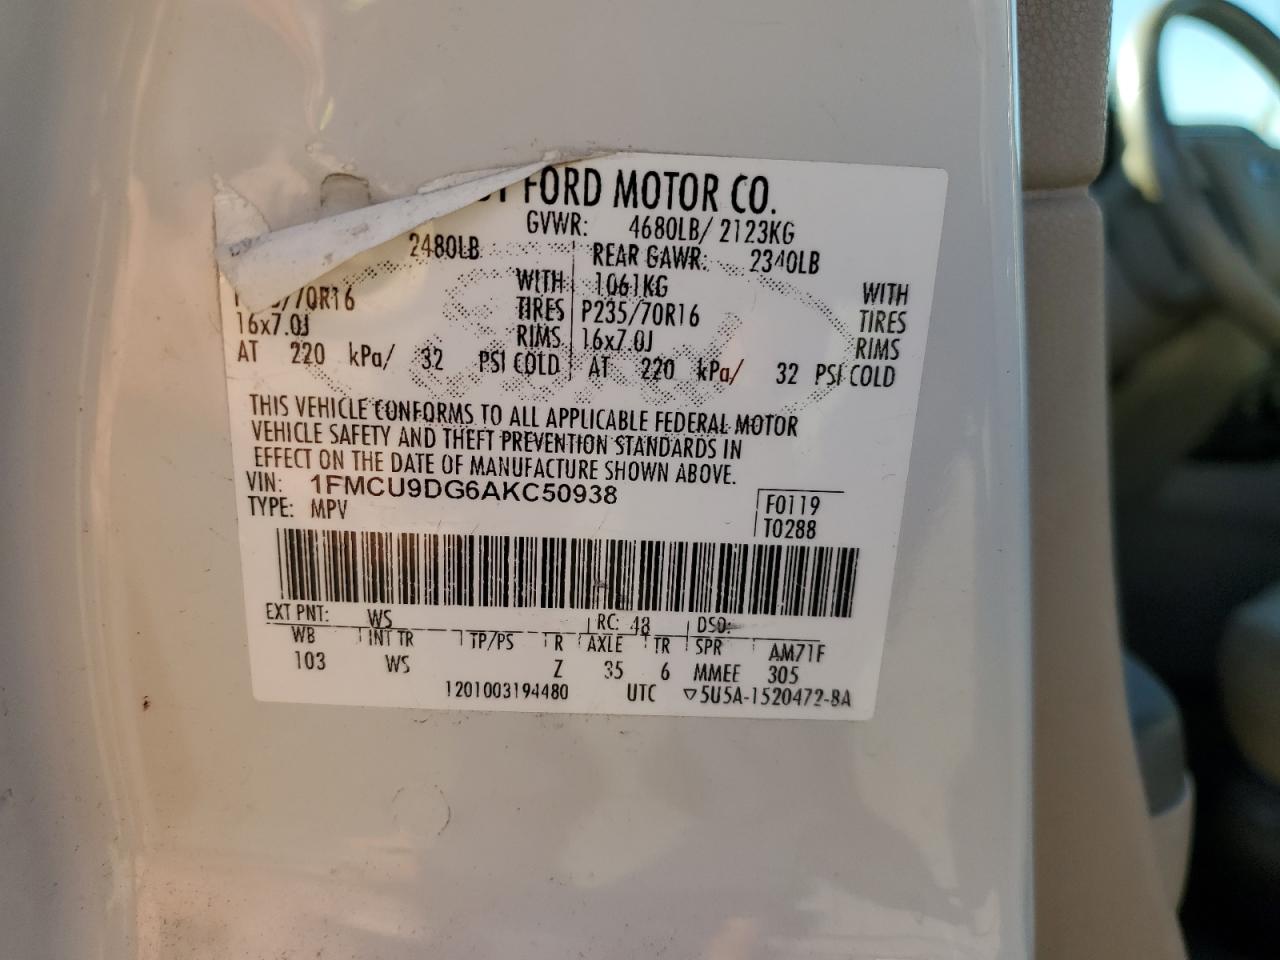 FORD MOTOR CO.
GVWR: 4680LB/ 2123KG
2480LB REAR GAWR: 2340LB
WITH 1061KG WITH
/70R16 TIRES P235/70R16 TIRES
16x7.0J RIMS 16x7.0J RIMS
AT 220 kPa/ 32 PSI COLD AT 220 kPa/ 32 PSI COLD
THIS VEHICLE CONFORMS TO ALL APPLICABLE FEDERAL MOTOR
VEHICLE SAFETY AND THEFT PREVENTION STANDARDS IN
EFFECT ON THE DATE OF MANUFACTURE SHOWN ABOVE.
VIN: 1FMCU9DG6AKC50938
TYPE: MPV F0119
T0288
EXT PNT: WS RC: 48 DSO:
WB INT TR TP/PS R AXLE TR SPR AM71F
103 WS Z 35 6 MMEE 305
1201003194480 UTC ▽5U5A-1520472-BA